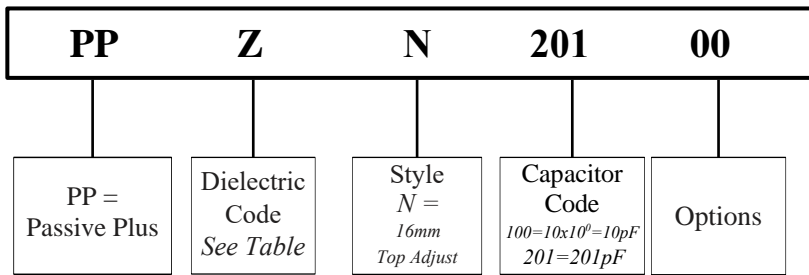 PP Z N 201 00
PP =
Passive Plus
Dielectric
Code
See Table
Style
N =
16mm
Top Adjust
Capacitor
Code
100=10x10⁰=10pF
201=201pF
Options